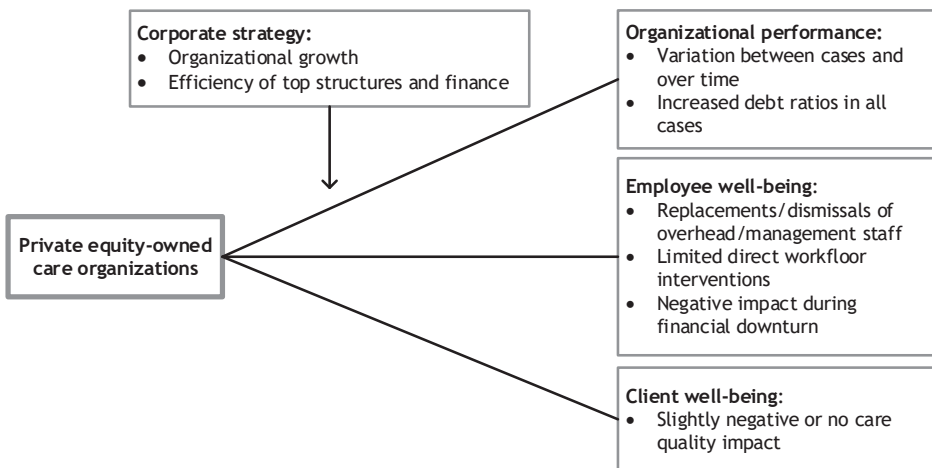 Corporate strategy:
• Organizational growth
• Efficiency of top structures and finance
Organizational performance:
• Variation between cases and
over time
• Increased debt ratios in all
cases
Private equity-owned
care organizations
Employee well-being:
• Replacements/dismissals of
overhead/management staff
• Limited direct workfloor
interventions
• Negative impact during
financial downturn
Client well-being:
• Slightly negative or no care
quality impact